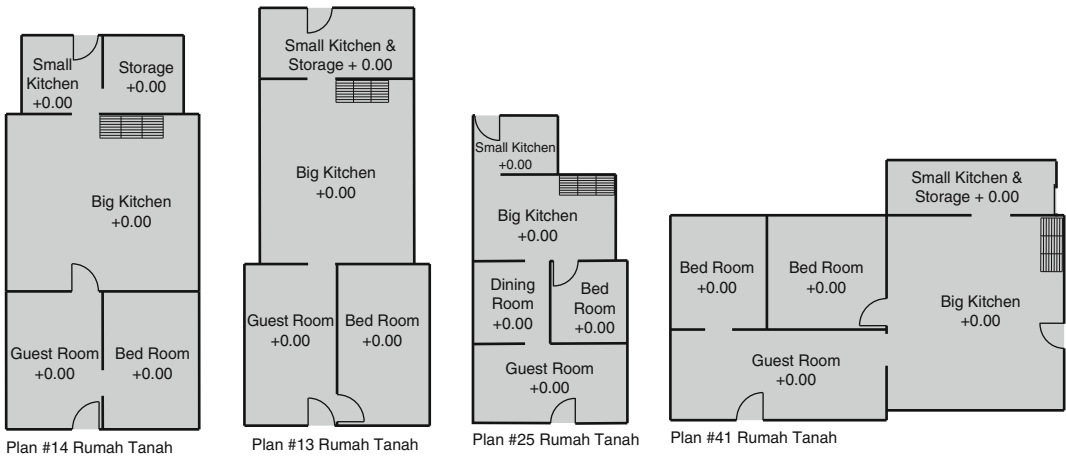 Small
Kitchen
+0.00
Storage
+0.00
Big Kitchen
+0.00
Guest Room
+0.00
Bed Room
+0.00
Plan #14 Rumah Tanah
Small Kitchen &
Storage + 0.00
Big Kitchen
+0.00
Guest Room
+0.00
Bed Room
+0.00
Plan #13 Rumah Tanah
Small Kitchen
+0.00
Big Kitchen
+0.00
Dining
Room
+0.00
Bed
Room
+0.00
Guest Room
+0.00
Plan #25 Rumah Tanah
Small Kitchen &
Storage + 0.00
Bed Room
+0.00
Bed Room
+0.00
Big Kitchen
+0.00
Guest Room
+0.00
Plan #41 Rumah Tanah